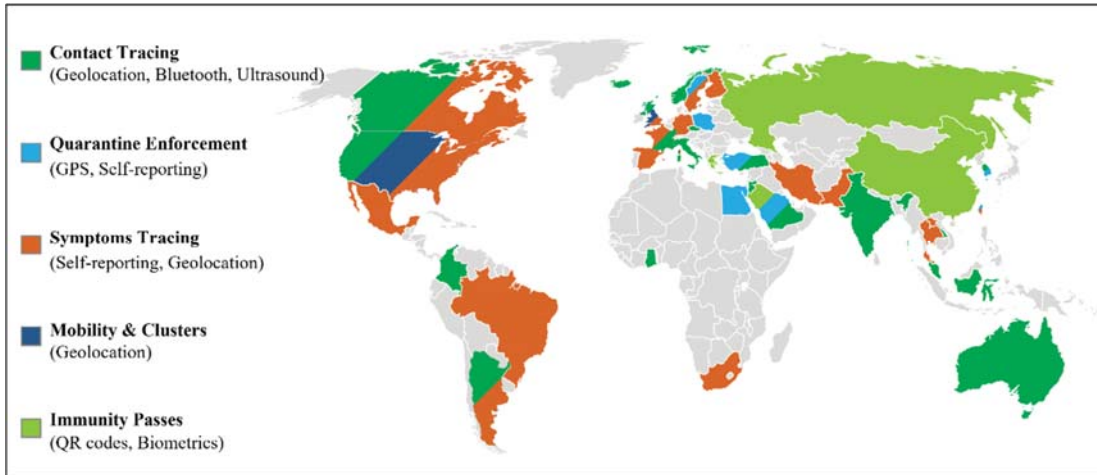 Contact Tracing
(Geolocation, Bluetooth, Ultrasound)
Quarantine Enforcement
(GPS, Self-reporting)
Symptoms Tracing
(Self-reporting, Geolocation)
Mobility & Clusters
(Geolocation)
Immunity Passes
(QR codes, Biometrics)